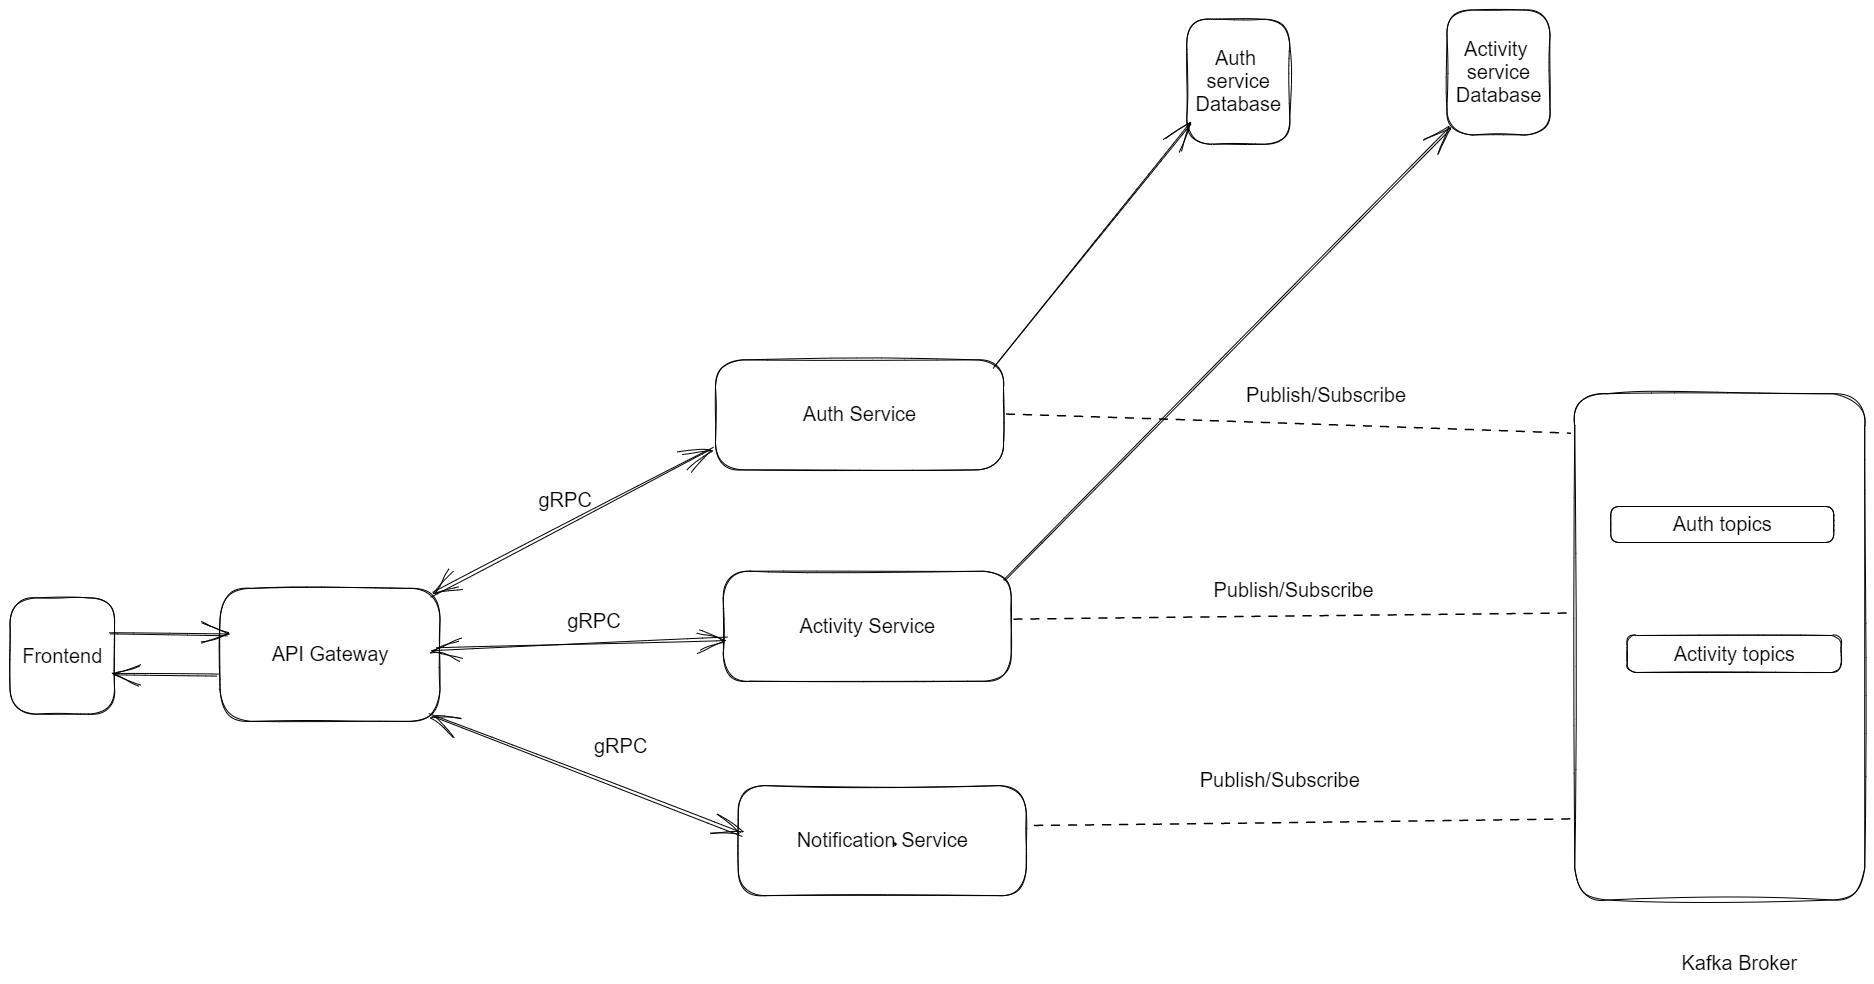 Auth
service
Database
Activity
service
Database
Publish/Subscribe
Auth Service
gRPC
Auth topics
Publish/Subscribe
gRPC
Activity Service
Frontend
API Gateway
Activity topics
gRPC
Publish/Subscribe
Notification Service
Kafka Broker